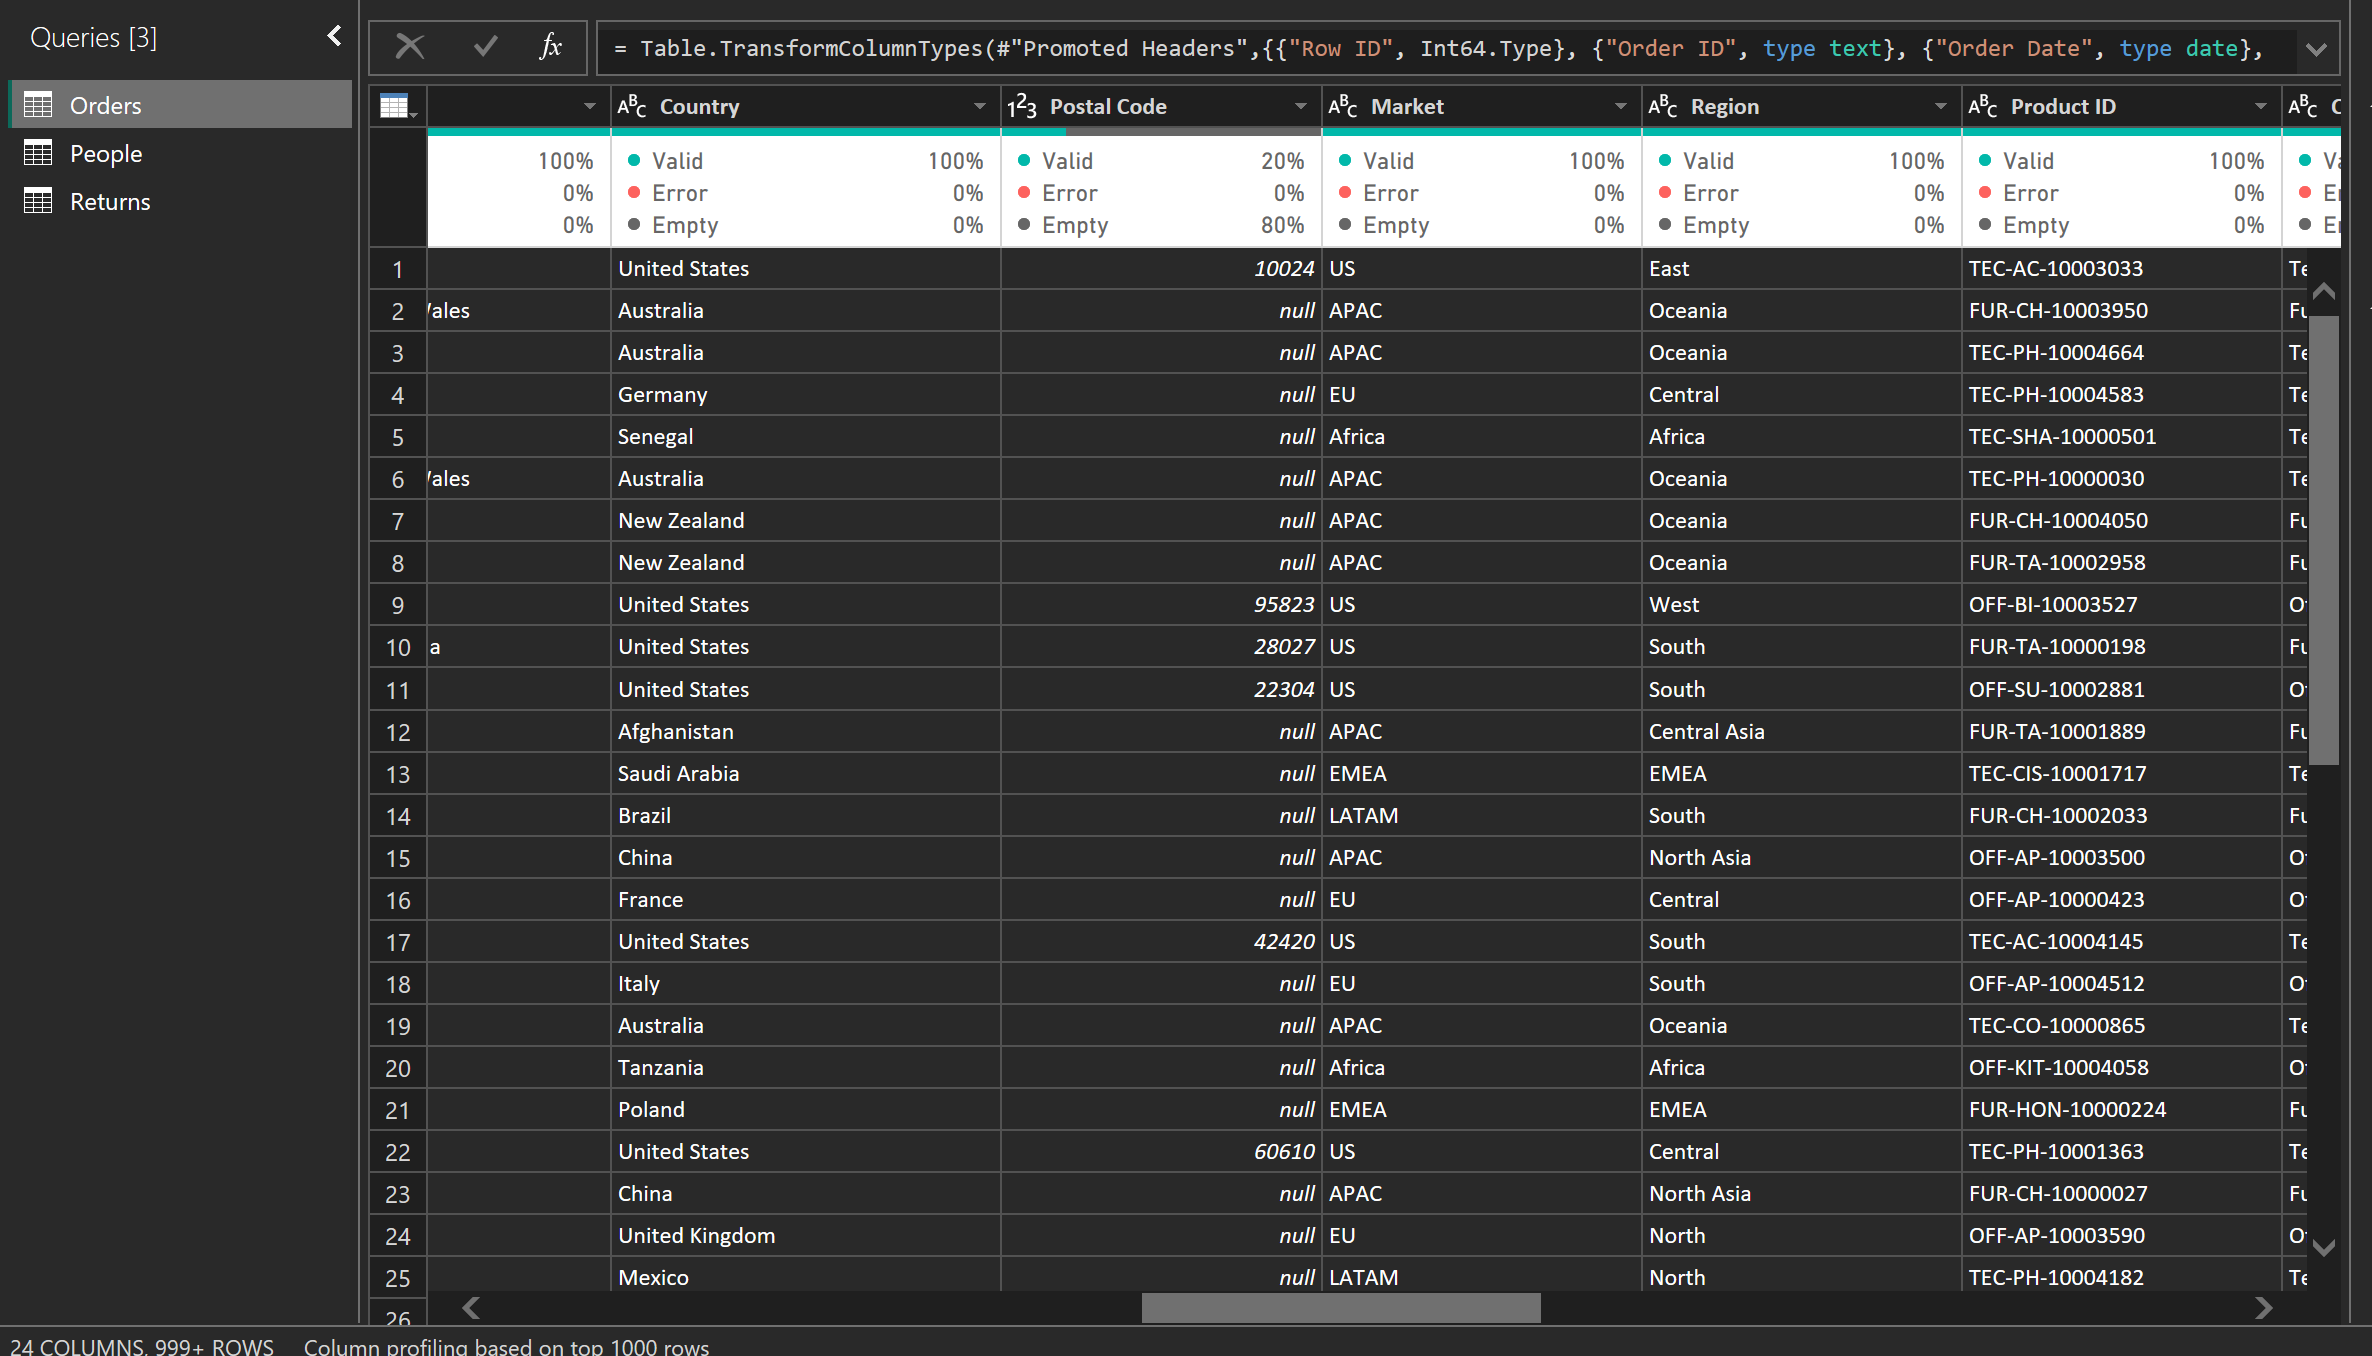 Queries [3]
Orders
People
Returns
fx
= Table.TransformColumnTypes(#"Promoted Headers",{{"Row ID", Int64.Type}, {"Order ID", type text}, {"Order Date", type date},
ABC Country 123 Postal Code ABC Market ABC Region ABC Product ID ABC
100% Valid 100% Valid 20% Valid 100% Valid 100% Valid 100%
0% Error 0% Error 0% Error 0% Error 0% Error 0%
0% Empty 0% Empty 80% Empty 0% Empty 0% Empty 0%
1 United States 10024 US East TEC-AC-10003033 Te
2 Australia null APAC Oceania FUR-CH-10003950 Fu
3 Australia null APAC Oceania TEC-PH-10004664 Te
4 Germany null EU Central TEC-PH-10004583 Te
5 Senegal null Africa Africa TEC-SHA-10000501 Te
6 Australia null APAC Oceania TEC-PH-10000030 Te
7 New Zealand null APAC Oceania FUR-CH-10004050 Fu
8 New Zealand null APAC Oceania FUR-TA-10002958 Fu
9 United States 95823 US West OFF-BI-10003527 O
10 a United States 28027 US South FUR-TA-10000198 Fu
11 United States 22304 US South OFF-SU-10002881 O
12 Afghanistan null APAC Central Asia FUR-TA-10001889 Fu
13 Saudi Arabia null EMEA EMEA TEC-CIS-10001717 Te
14 Brazil null LATAM South FUR-CH-10002033 Fu
15 China null APAC North Asia OFF-AP-10003500 O
16 France null EU Central OFF-AP-10000423 O
17 United States 42420 US South TEC-AC-10004145 Te
18 Italy null EU South OFF-AP-10004512 O
19 Australia null APAC Oceania TEC-CO-10000865 Te
20 Tanzania null Africa Africa OFF-KIT-10004058 O
21 Poland null EMEA EMEA FUR-HON-10000224 Fu
22 United States 60610 US Central TEC-PH-10001363 Te
23 China null APAC North Asia FUR-CH-10000027 Fu
24 United Kingdom null EU North OFF-AP-10003590 O
25 Mexico null LATAM North TEC-PH-10004182 Te
26
24 COLUMNS, 999+ ROWS Column profiling based on top 1000 rows